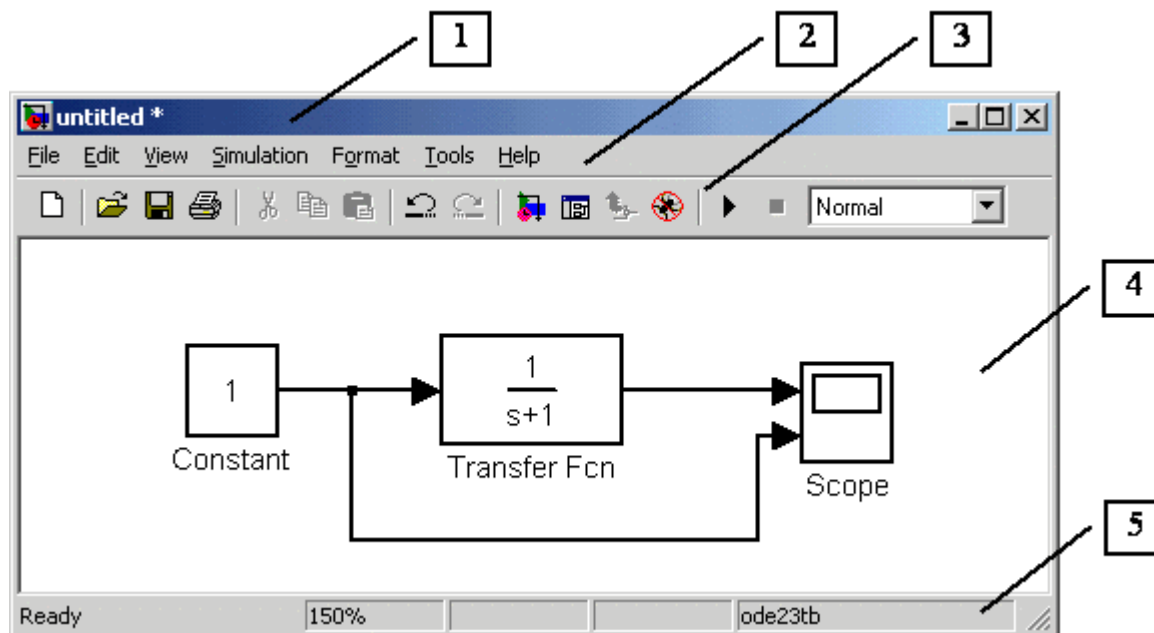 1 2 3
untitled *
File Edit View Simulation Format Tools Help
Normal
4
1
1
s+1
Constant
Transfer Fcn
Scope
5
Ready 150% ode23tb